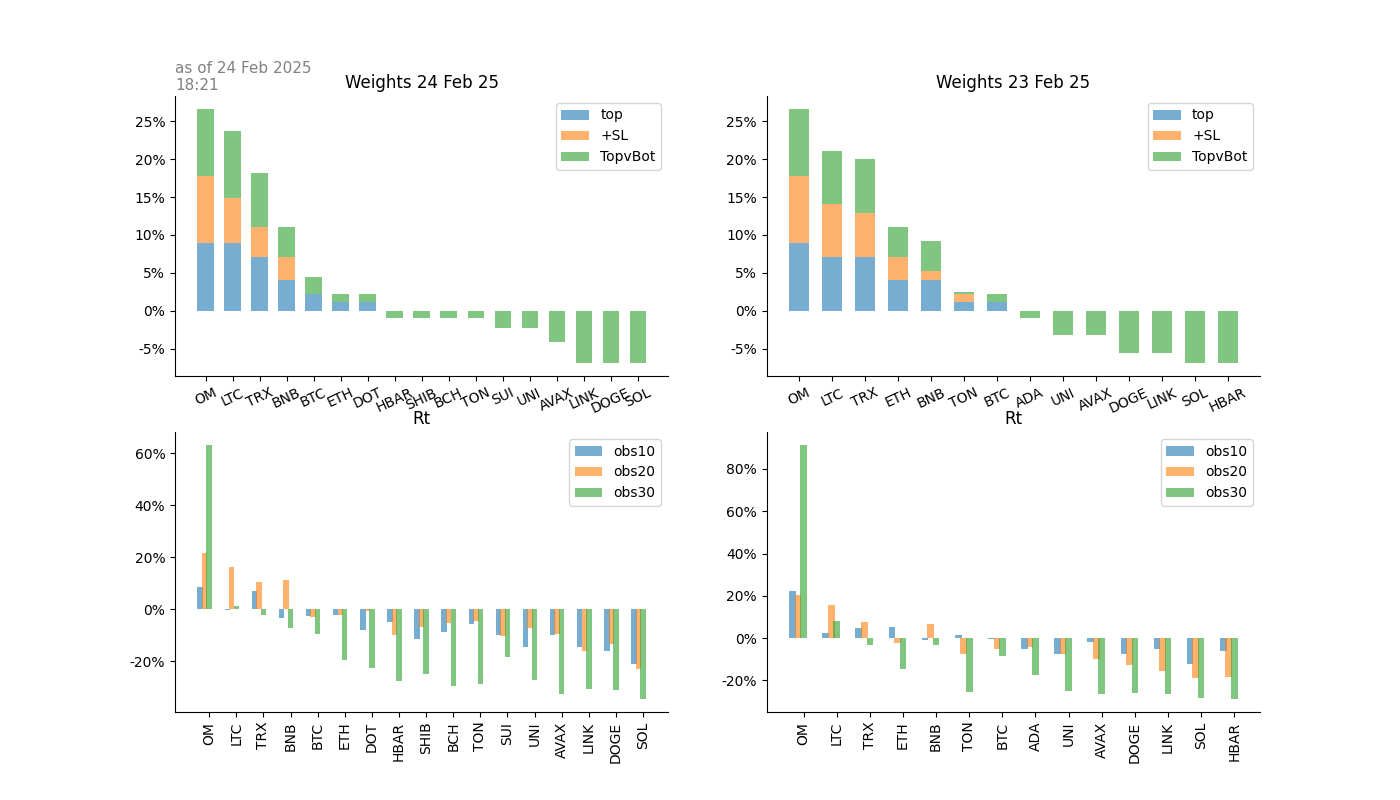 as of 24 Feb 2025
18:21
Weights 24 Feb 25
25%
20%
15%
10%
5%
0%
-5%
top
+SL
TopvBot
OM LTC TRX BNB BTC ETH DOT HBAR SHIB BCH TON SUI UNI AVAX LINK DOGE SOL
Weights 23 Feb 25
25%
20%
15%
10%
5%
0%
-5%
top
+SL
TopvBot
OM LTC TRX ETH BNB TON BTC ADA UNI AVAX DOGE LINK SOL HBAR
Rt
60%
40%
20%
0%
-20%
obs10
obs20
obs30
OM LTC TRX BNB BTC ETH DOT HBAR SHIB BCH TON SUI UNI AVAX LINK DOGE SOL
Rt
80%
60%
40%
20%
0%
-20%
obs10
obs20
obs30
OM LTC TRX ETH BNB TON BTC ADA UNI AVAX DOGE LINK SOL HBAR